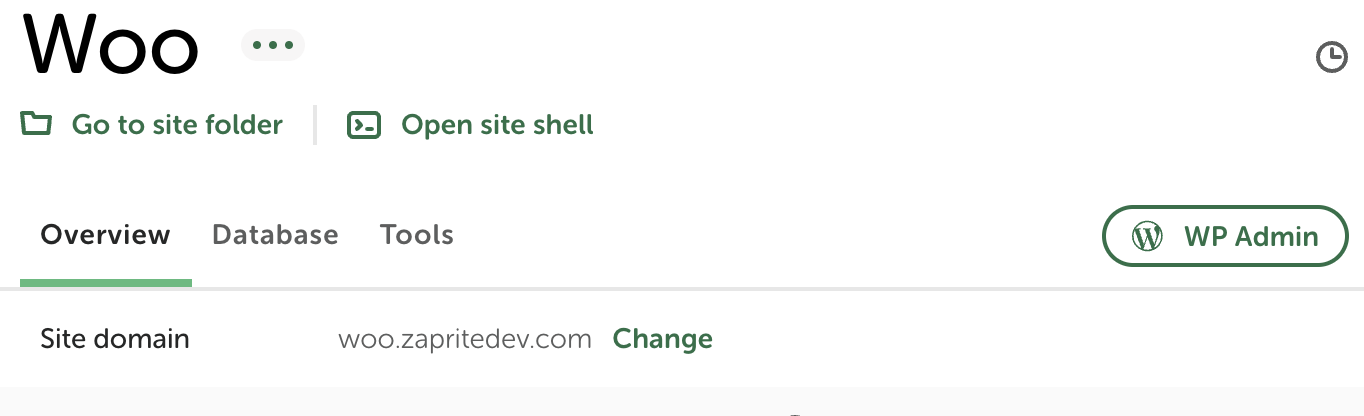 Woo
Go to site folder
Open site shell
Overview Database Tools
WP Admin
Site domain woo.zapritedev.com Change